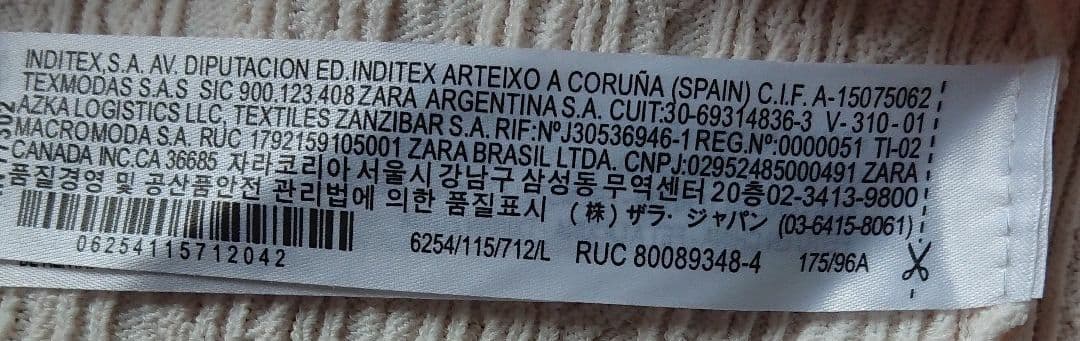 INDITEX,S.A. AV. DIPUTACION ED.INDITEX ARTEIXO A CORUÑA (SPAIN) C.I.F. A-15075062
TEXMODAS S.A.S SIC 900.123.408 ZARA ARGENTINA S.A. CUIT:30-69314836-3 V-310-01
AZKA LOGISTICS LLC, TEXTILES ZANZIBAR S.A. RIF:NºJ30536946-1 REG.Nº:0000051 TI-02
MACROMODA S.A. RUC 1792159105001 ZARA BRASIL LTDA. CNPJ:02952485000491 ZARA
CANADA INC.CA 36685 자라코리아 서울시 강남구 삼성동 무역센터 20층 02-3413-9800
품질경영 및 공산품안전 관리법에 의한 품질표시 (株) ザラ・ジャパン (03-6415-8061)
06254115712042 6254/115/712/L RUC 80089348-4 175/96A